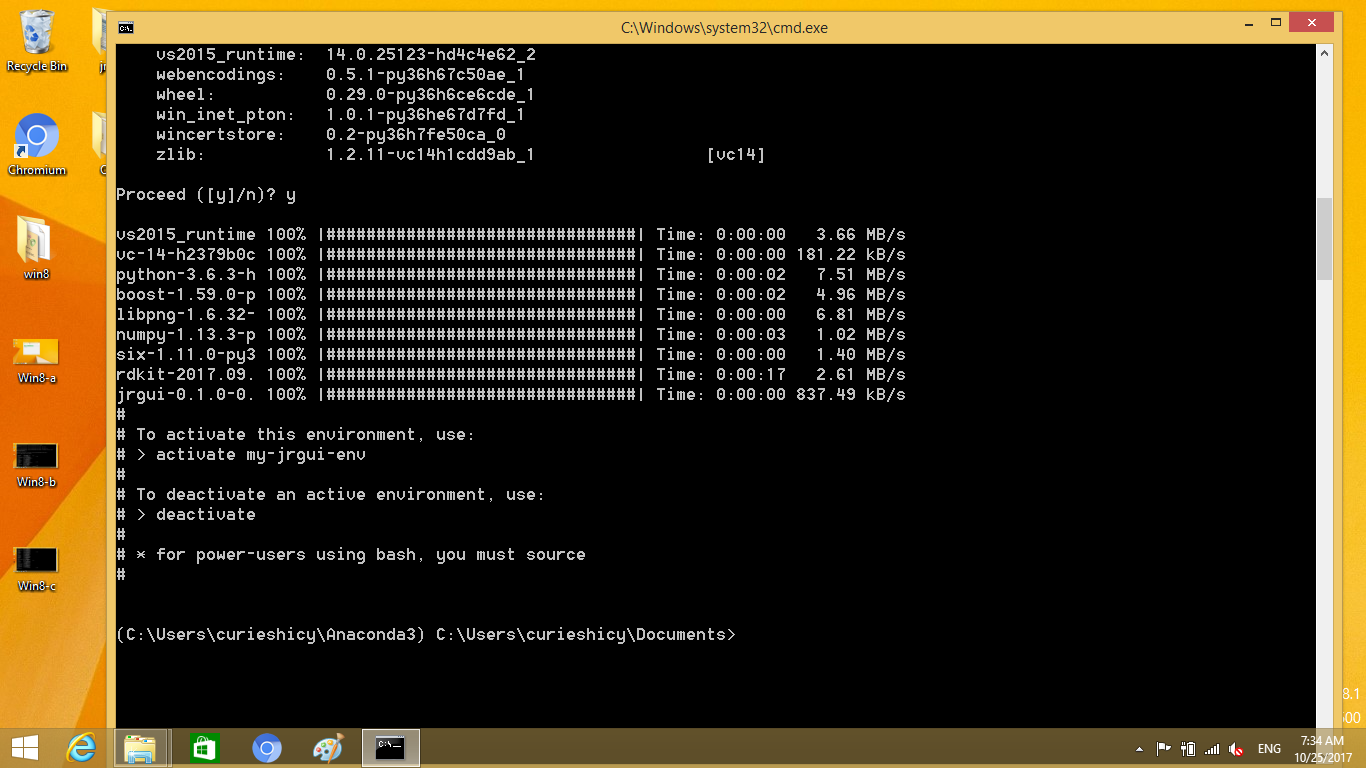 C:\Windows\system32\cmd.exe
Recycle Bin
Chromium
win8
Win8-a
Win8-b
Win8-c
vs2015_runtime: 14.0.25123-hd4c4e62_2
webencodings: 0.5.1-py36h67c50ae_1
wheel: 0.29.0-py36h6ce6cde_1
win_inet_pton: 1.0.1-py36he67d7fd_1
wincertstore: 0.2-py36h7fe50ca_0
zlib: 1.2.11-vc14h1cdd9ab_1 [vc14]
Proceed ([y]/n)? y
vs2015_runtime 100% |###############################| Time: 0:00:00 3.66 MB/s
vc-14-h2379b0c 100% |###############################| Time: 0:00:00 181.22 kB/s
python-3.6.3-h 100% |###############################| Time: 0:00:02 7.51 MB/s
boost-1.59.0-p 100% |###############################| Time: 0:00:02 4.96 MB/s
libpng-1.6.32- 100% |###############################| Time: 0:00:00 6.81 MB/s
numpy-1.13.3-p 100% |###############################| Time: 0:00:03 1.02 MB/s
six-1.11.0-py3 100% |###############################| Time: 0:00:00 1.40 MB/s
rdkit-2017.09. 100% |###############################| Time: 0:00:17 2.61 MB/s
jrgui-0.1.0-0. 100% |###############################| Time: 0:00:00 837.49 kB/s
#
# To activate this environment, use:
# > activate my-jrgui-env
#
# To deactivate an active environment, use:
# > deactivate
#
# * for power-users using bash, you must source
#
(C:\Users\curieshicy\Anaconda3) C:\Users\curieshicy\Documents>
8.1
ENG
7:34 AM
10/25/2017